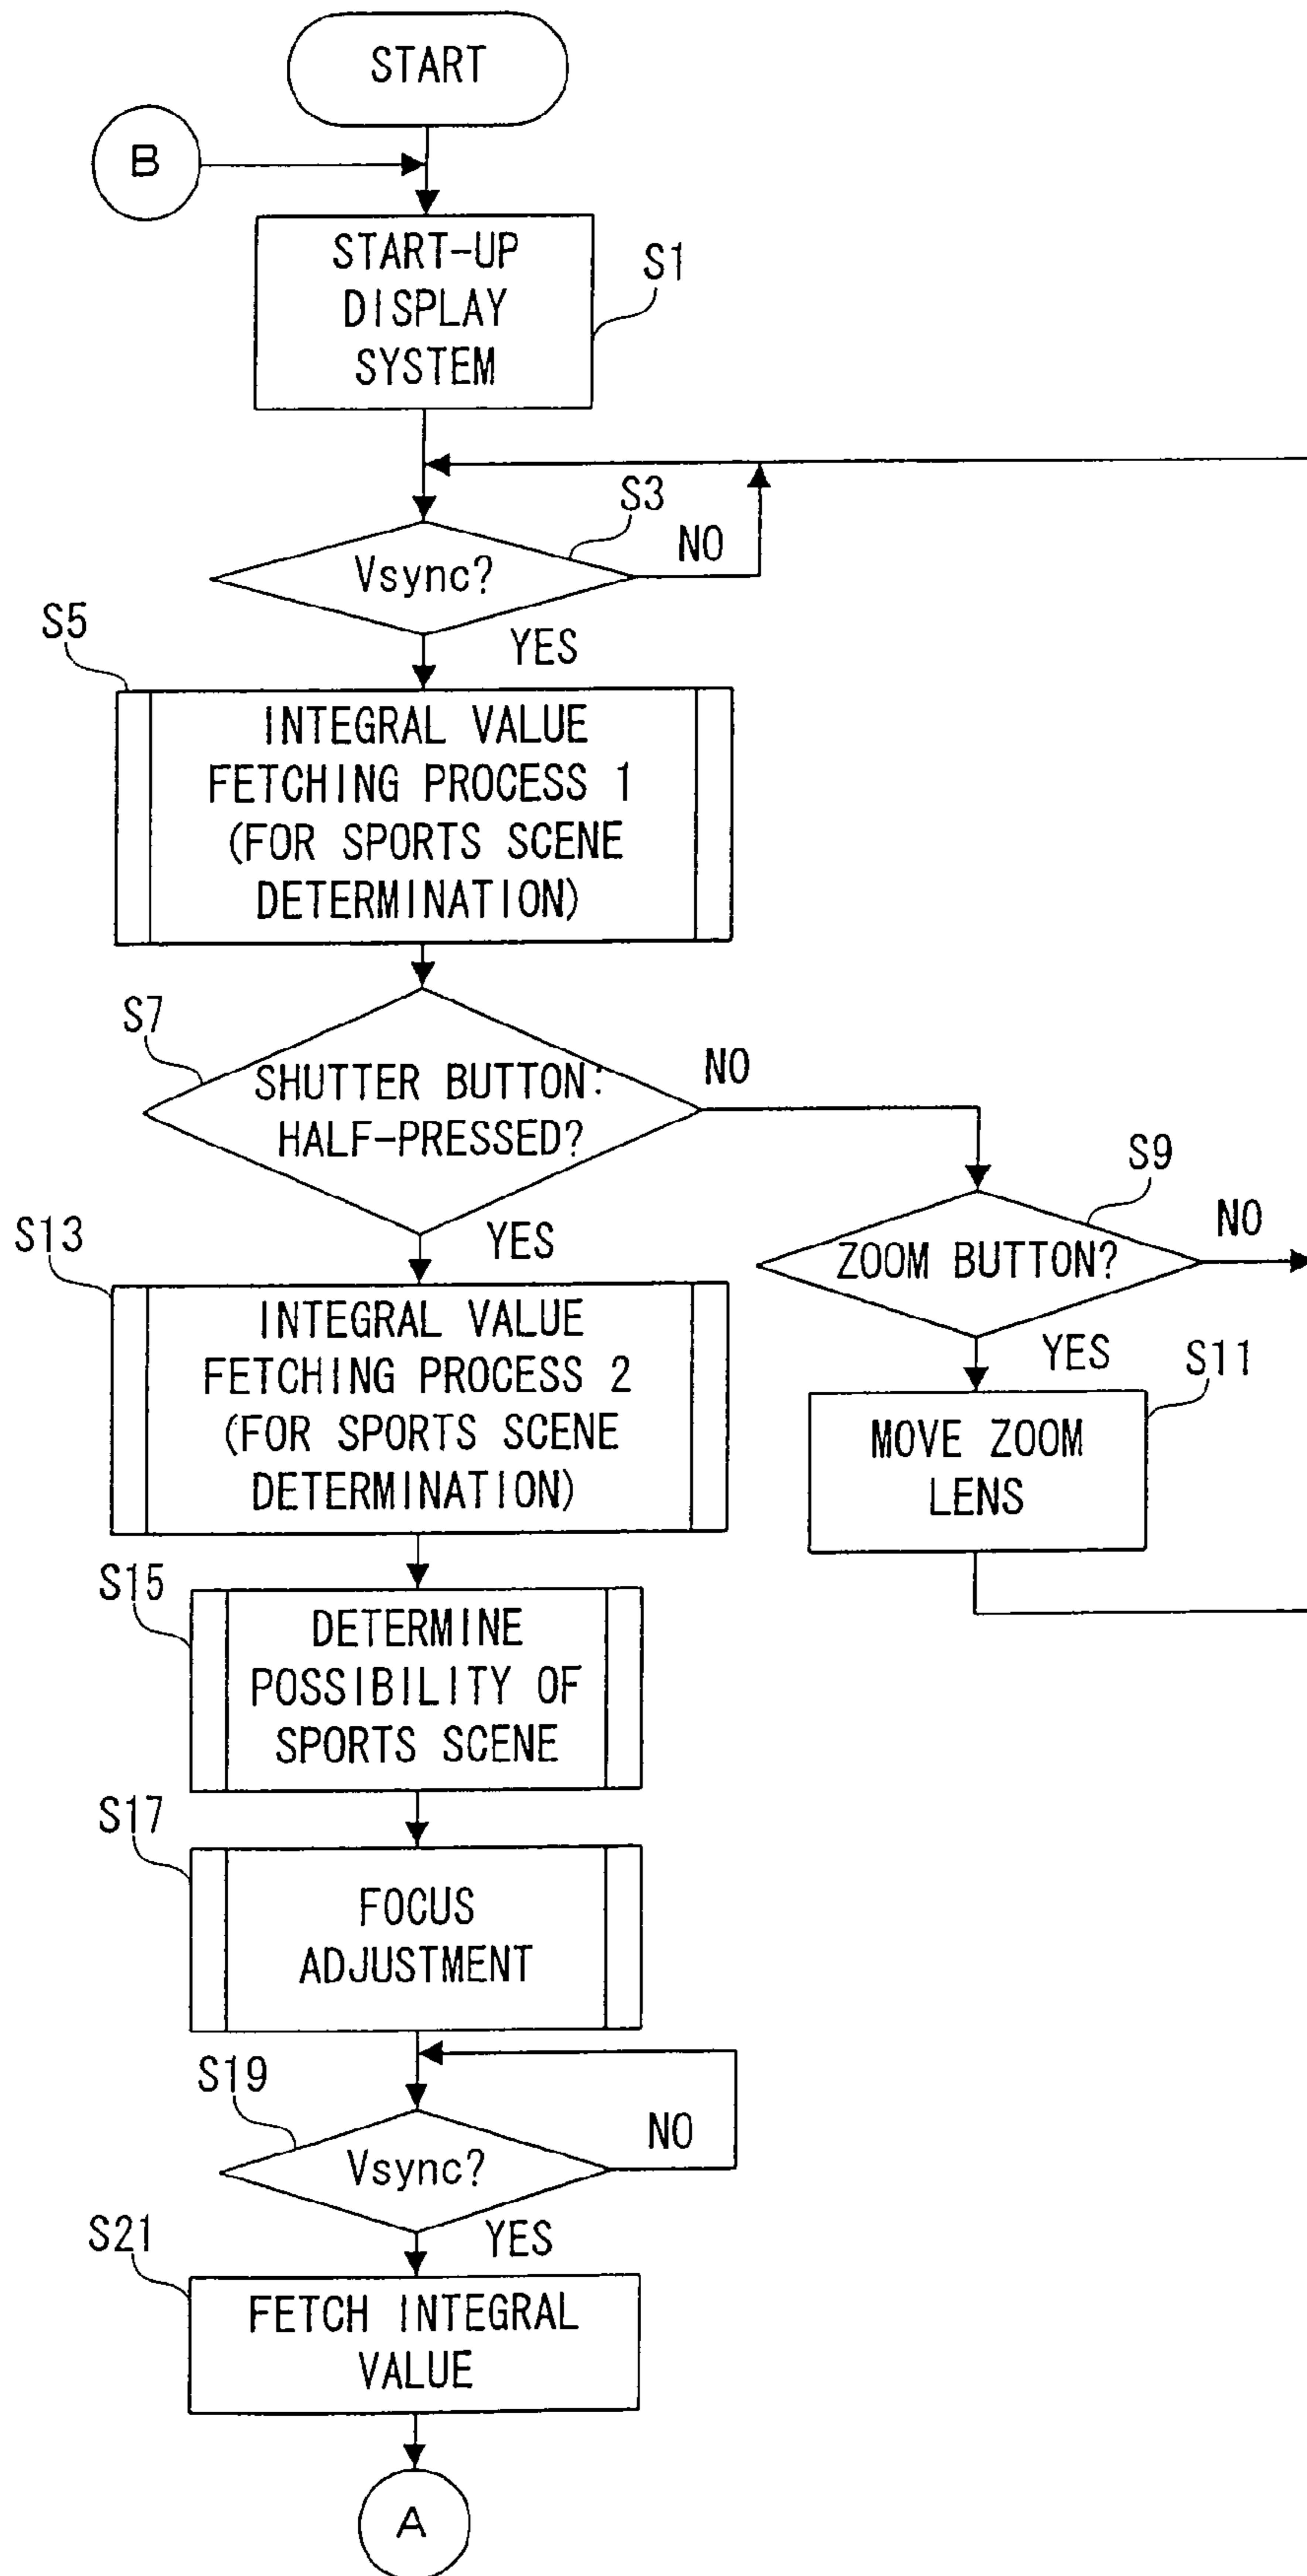 START
B
START-UP
DISPLAY
SYSTEM
S1
S3
Vsync?
NO
YES
S5
INTEGRAL VALUE
FETCHING PROCESS 1
(FOR SPORTS SCENE
DETERMINATION)
S7
SHUTTER BUTTON:
HALF-PRESSED?
NO
YES
S9
ZOOM BUTTON?
NO
YES
S11
MOVE ZOOM
LENS
S13
INTEGRAL VALUE
FETCHING PROCESS 2
(FOR SPORTS SCENE
DETERMINATION)
S15
DETERMINE
POSSIBILITY OF
SPORTS SCENE
S17
FOCUS
ADJUSTMENT
S19
Vsync?
NO
YES
S21
FETCH INTEGRAL
VALUE
A